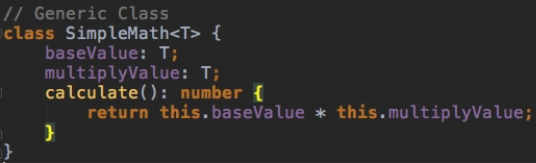 // Generic Class
class SimpleMath<T> {
    baseValue: T;
    multiplyValue: T;
    calculate(): number {
        return this.baseValue * this.multiplyValue;
    }
}